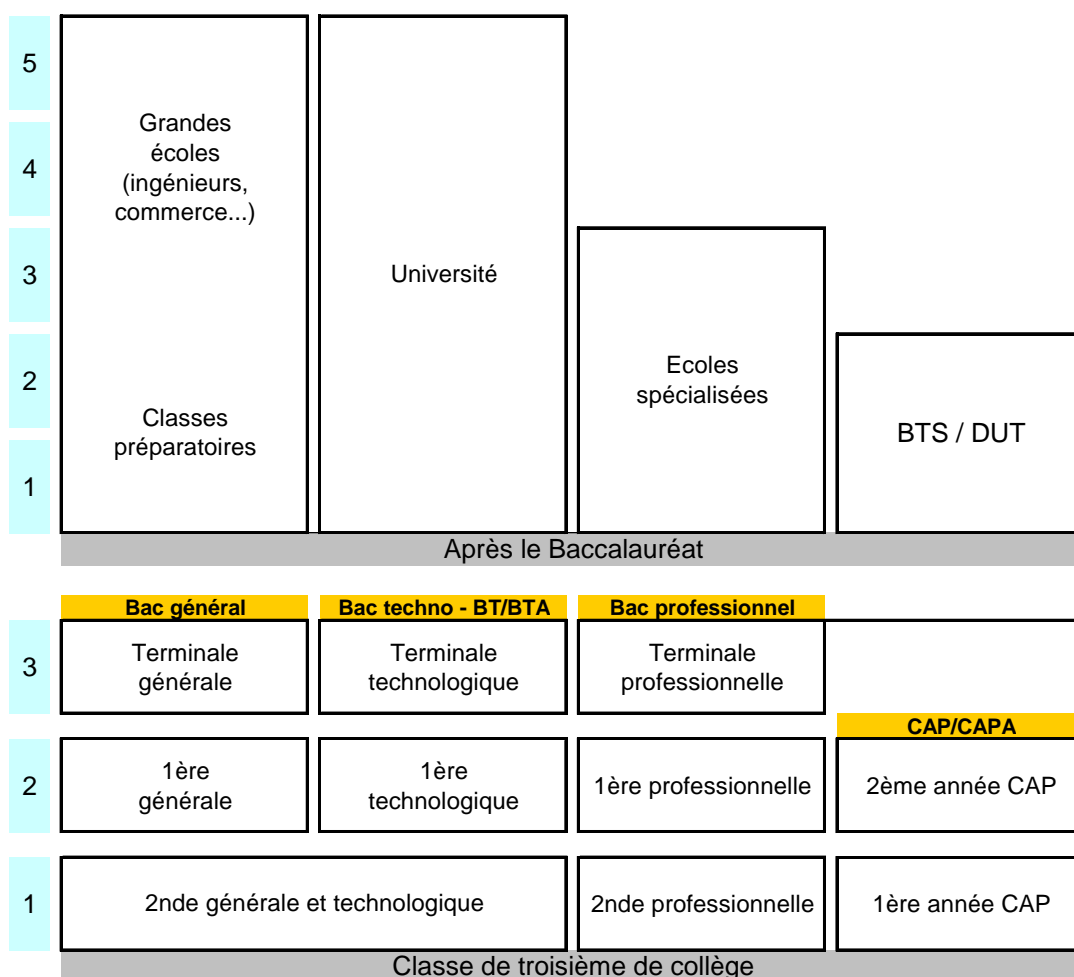 5
Grandes
écoles
4
(ingénieurs,
commerce...)
3
Université
2
Ecoles
spécialisées
Classes
préparatoires
BTS / DUT
1
Après le Baccalauréat
Bac général
Bac techno - BT/BTA
Bac professionnel
3
Terminale
générale
Terminale
technologique
Terminale
professionnelle
CAP/CAPA
2
1ère
générale
1ère
technologique
1ère professionnelle
2ème année CAP
1
2nde générale et technologique
2nde professionnelle
1ère année CAP
Classe de troisième de collège